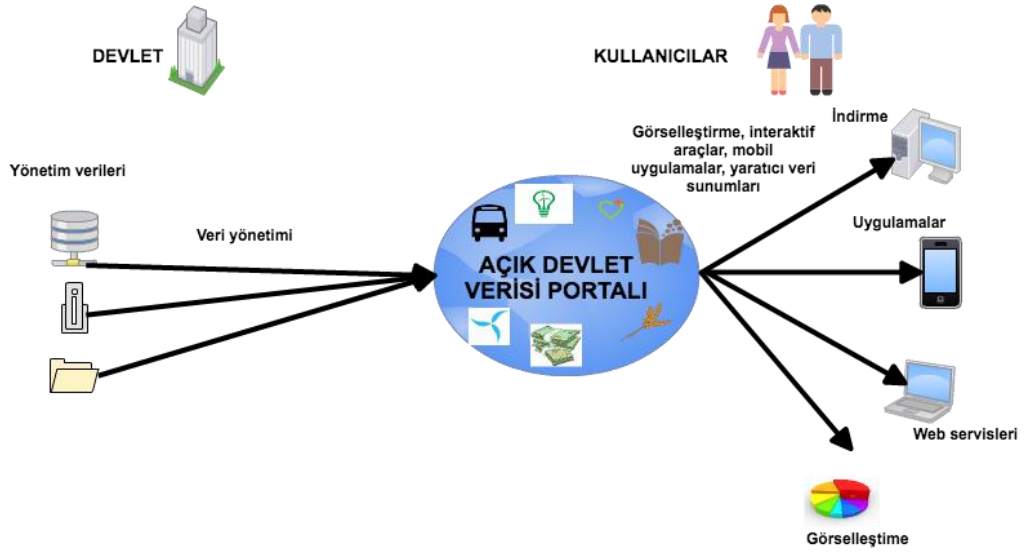 DEVLET
KULLANICILAR
Yönetim verileri
Veri yönetimi
AÇIK DEVLET
VERİSİ PORTALI
Görselleştirme, interaktif
araçlar, mobil
uygulamalar, yaratıcı veri
sunumları
İndirme
Uygulamalar
Web servisleri
Görselleştime